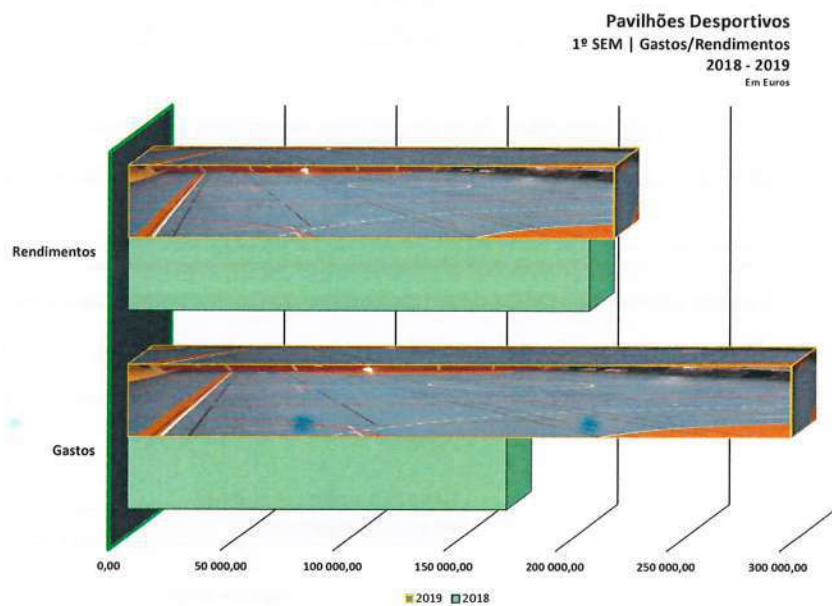 Pavilhões Desportivos
1º SEM | Gastos/Rendimentos
2018 - 2019
Em Euros
Rendimentos
Gastos
0,00 50 000,00 100 000,00 150 000,00 200 000,00 250 000,00 300 000,00
2019 2018